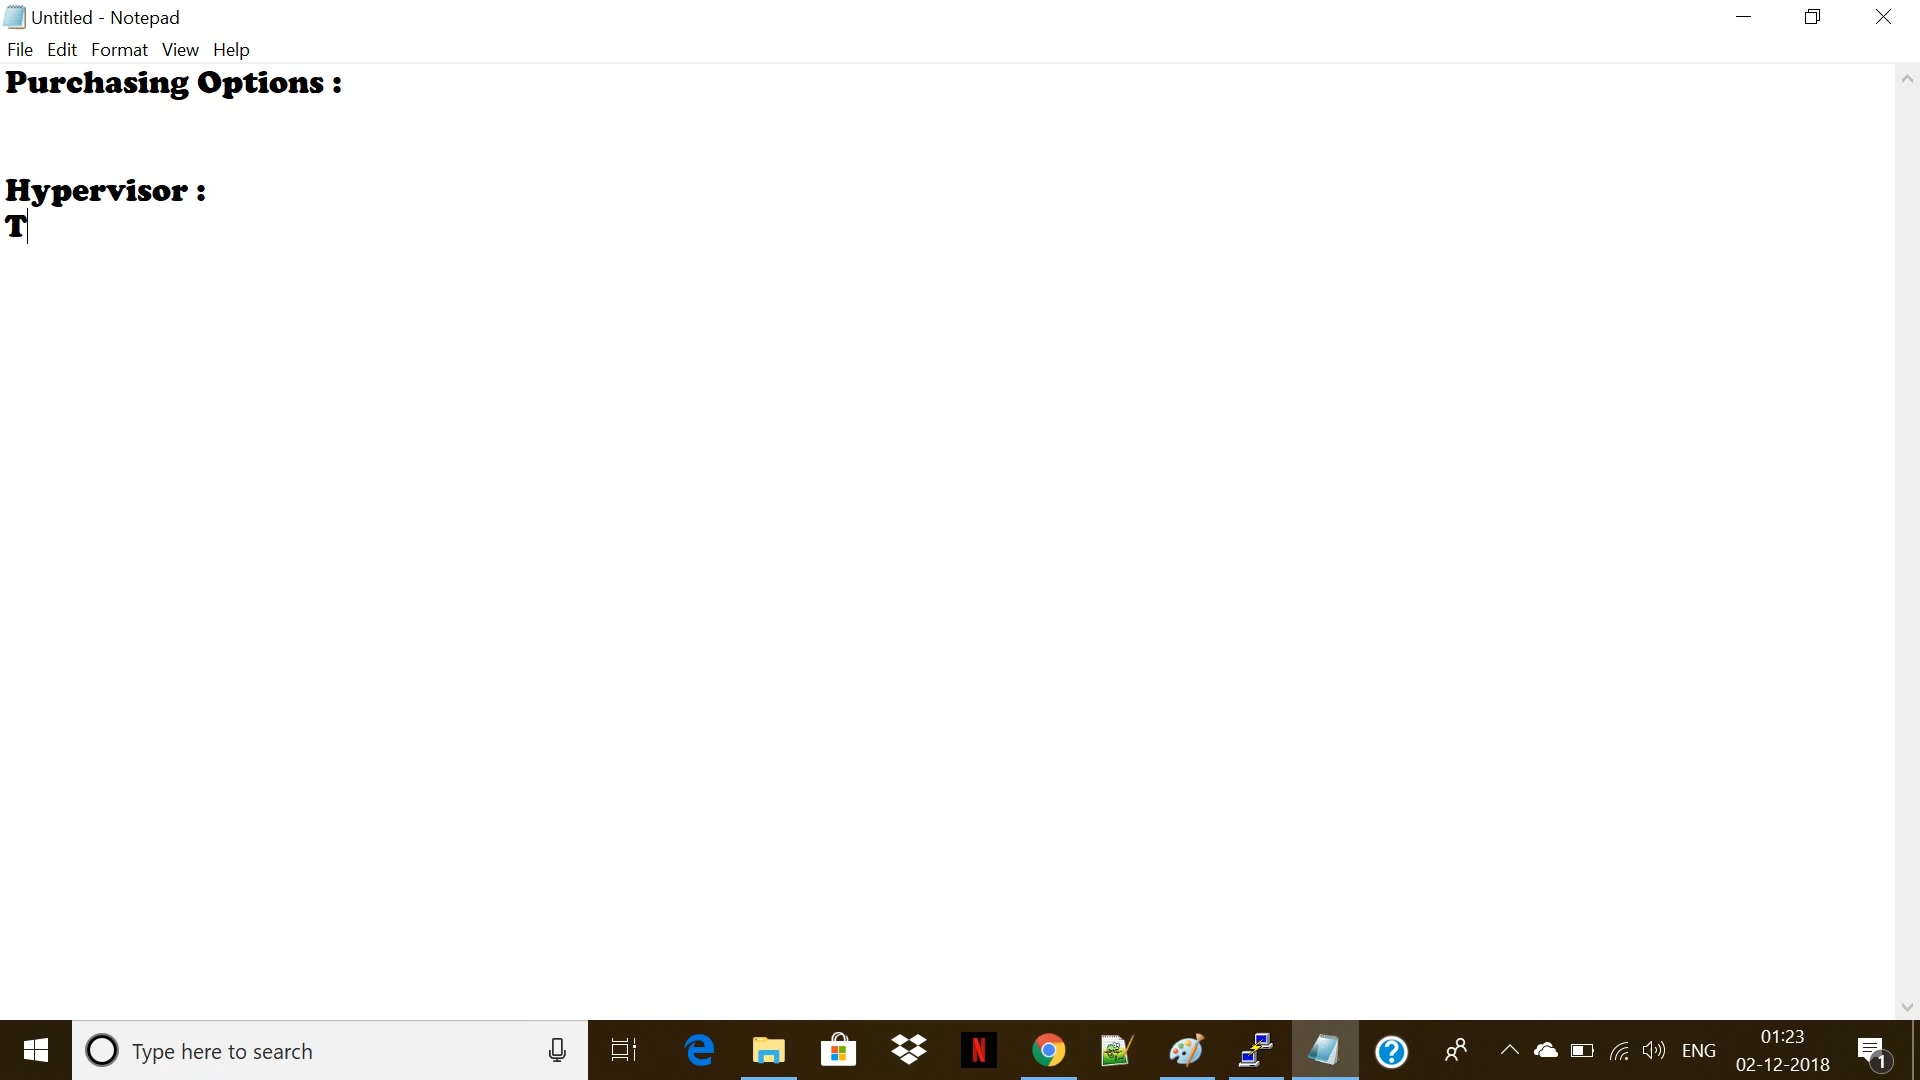 Untitled - Notepad
File Edit Format View Help
Purchasing Options :
Hypervisor :
T
Type here to search
N
ENG
01:23
02-12-2018
1